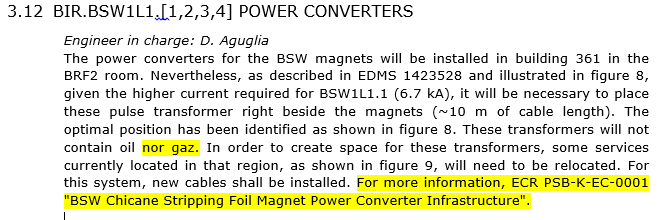 3.12 BIR.BSW1L1.[1,2,3,4] POWER CONVERTERS
Engineer in charge: D. Aguglia
The power converters for the BSW magnets will be installed in building 361 in the
BRF2 room. Nevertheless, as described in EDMS 1423528 and illustrated in figure 8,
given the higher current required for BSW1L1.1 (6.7 kA), it will be necessary to place
these pulse transformer right beside the magnets (~10 m of cable length). The
optimal position has been identified as shown in figure 8. These transformers will not
contain oil nor gaz. In order to create space for these transformers, some services
currently located in that region, as shown in figure 9, will need to be relocated. For
this system, new cables shall be installed. For more information, ECR PSB-K-EC-0001
"BSW Chicane Stripping Foil Magnet Power Converter Infrastructure".